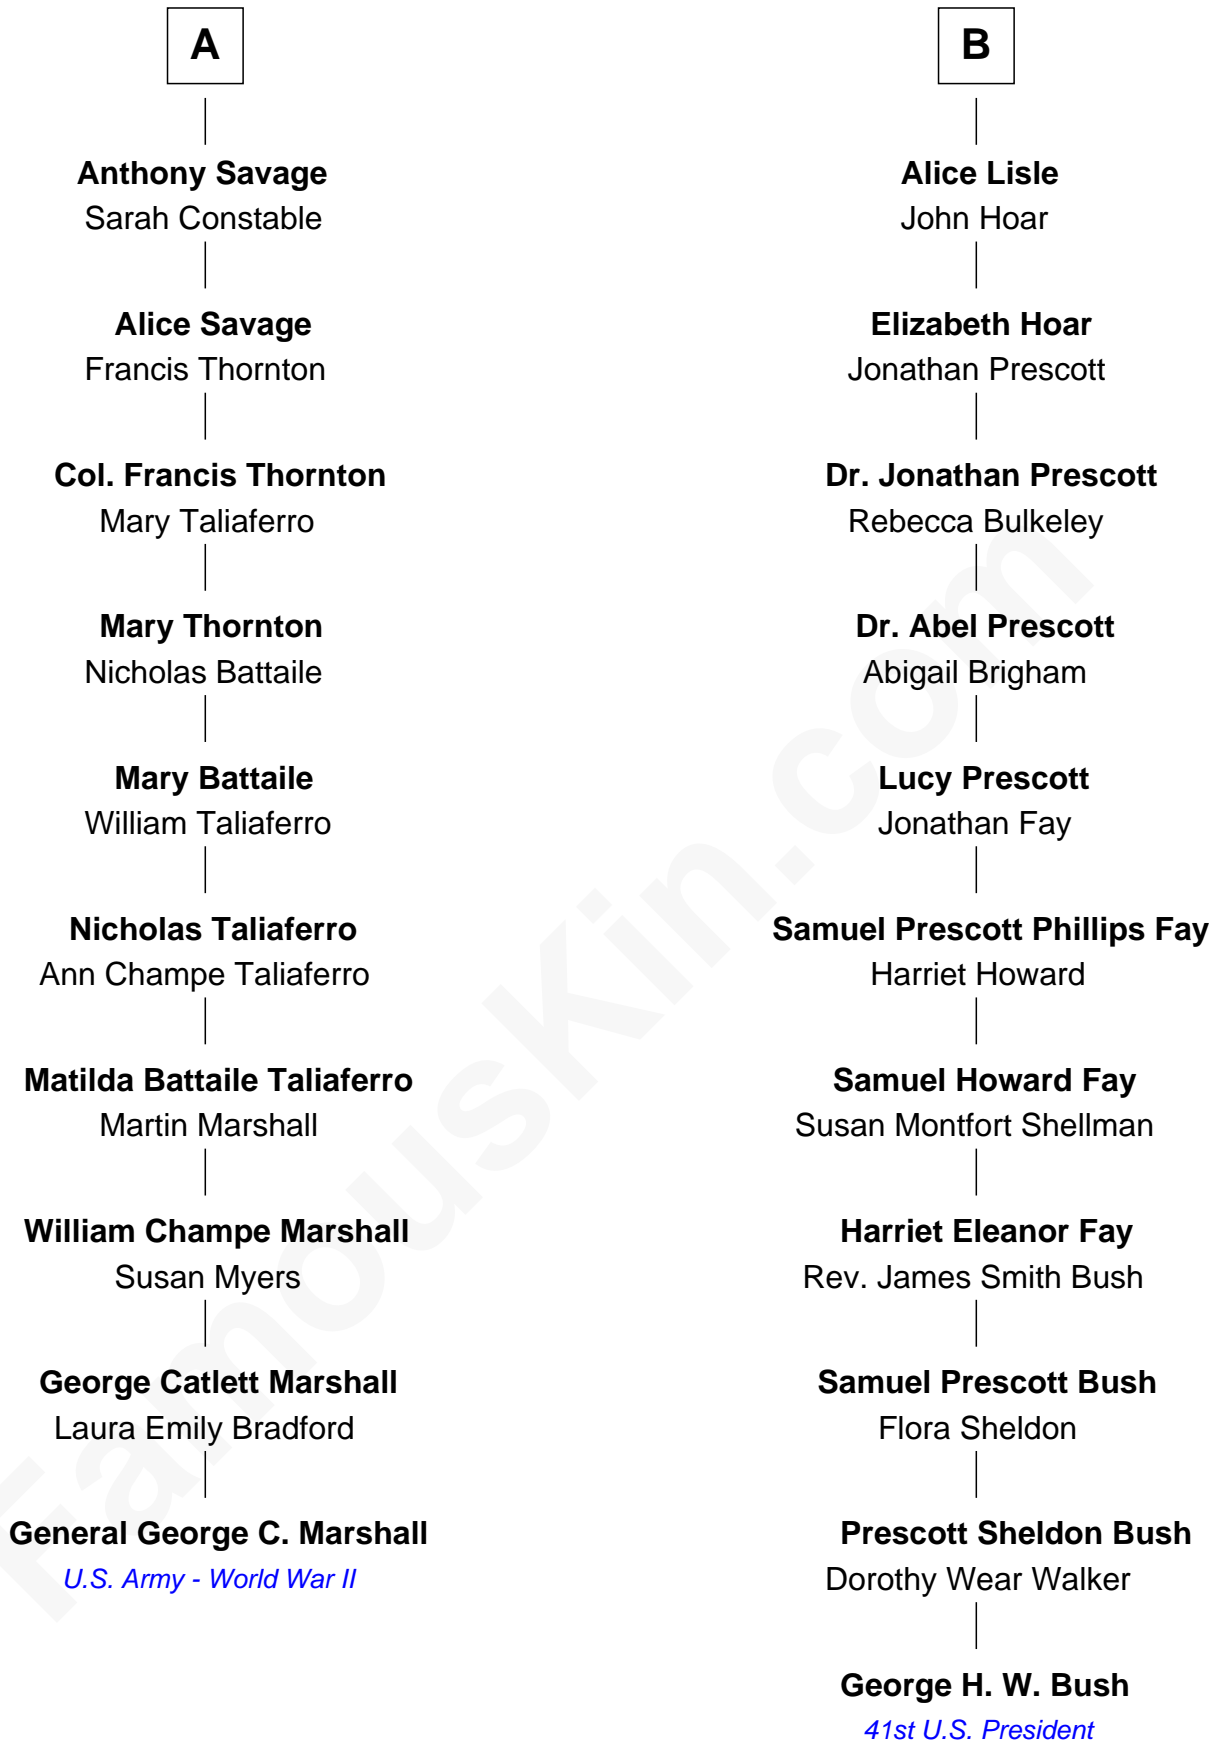 A
Anthony Savage
Sarah Constable
Alice Savage
Francis Thornton
Col. Francis Thornton
Mary Taliaferro
Mary Thornton
Nicholas Battaile
Mary Battaile
William Taliaferro
Nicholas Taliaferro
Ann Champe Taliaferro
Matilda Battaile Taliaferro
Martin Marshall
William Champe Marshall
Susan Myers
George Catlett Marshall
Laura Emily Bradford
General George C. Marshall
U.S. Army - World War II
B
Alice Lisle
John Hoar
Elizabeth Hoar
Jonathan Prescott
Dr. Jonathan Prescott
Rebecca Bulkeley
Dr. Abel Prescott
Abigail Brigham
Lucy Prescott
Jonathan Fay
Samuel Prescott Phillips Fay
Harriet Howard
Samuel Howard Fay
Susan Montfort Shellman
Harriet Eleanor Fay
Rev. James Smith Bush
Samuel Prescott Bush
Flora Sheldon
Prescott Sheldon Bush
Dorothy Wear Walker
George H. W. Bush
41st U.S. President
FamousKin.com